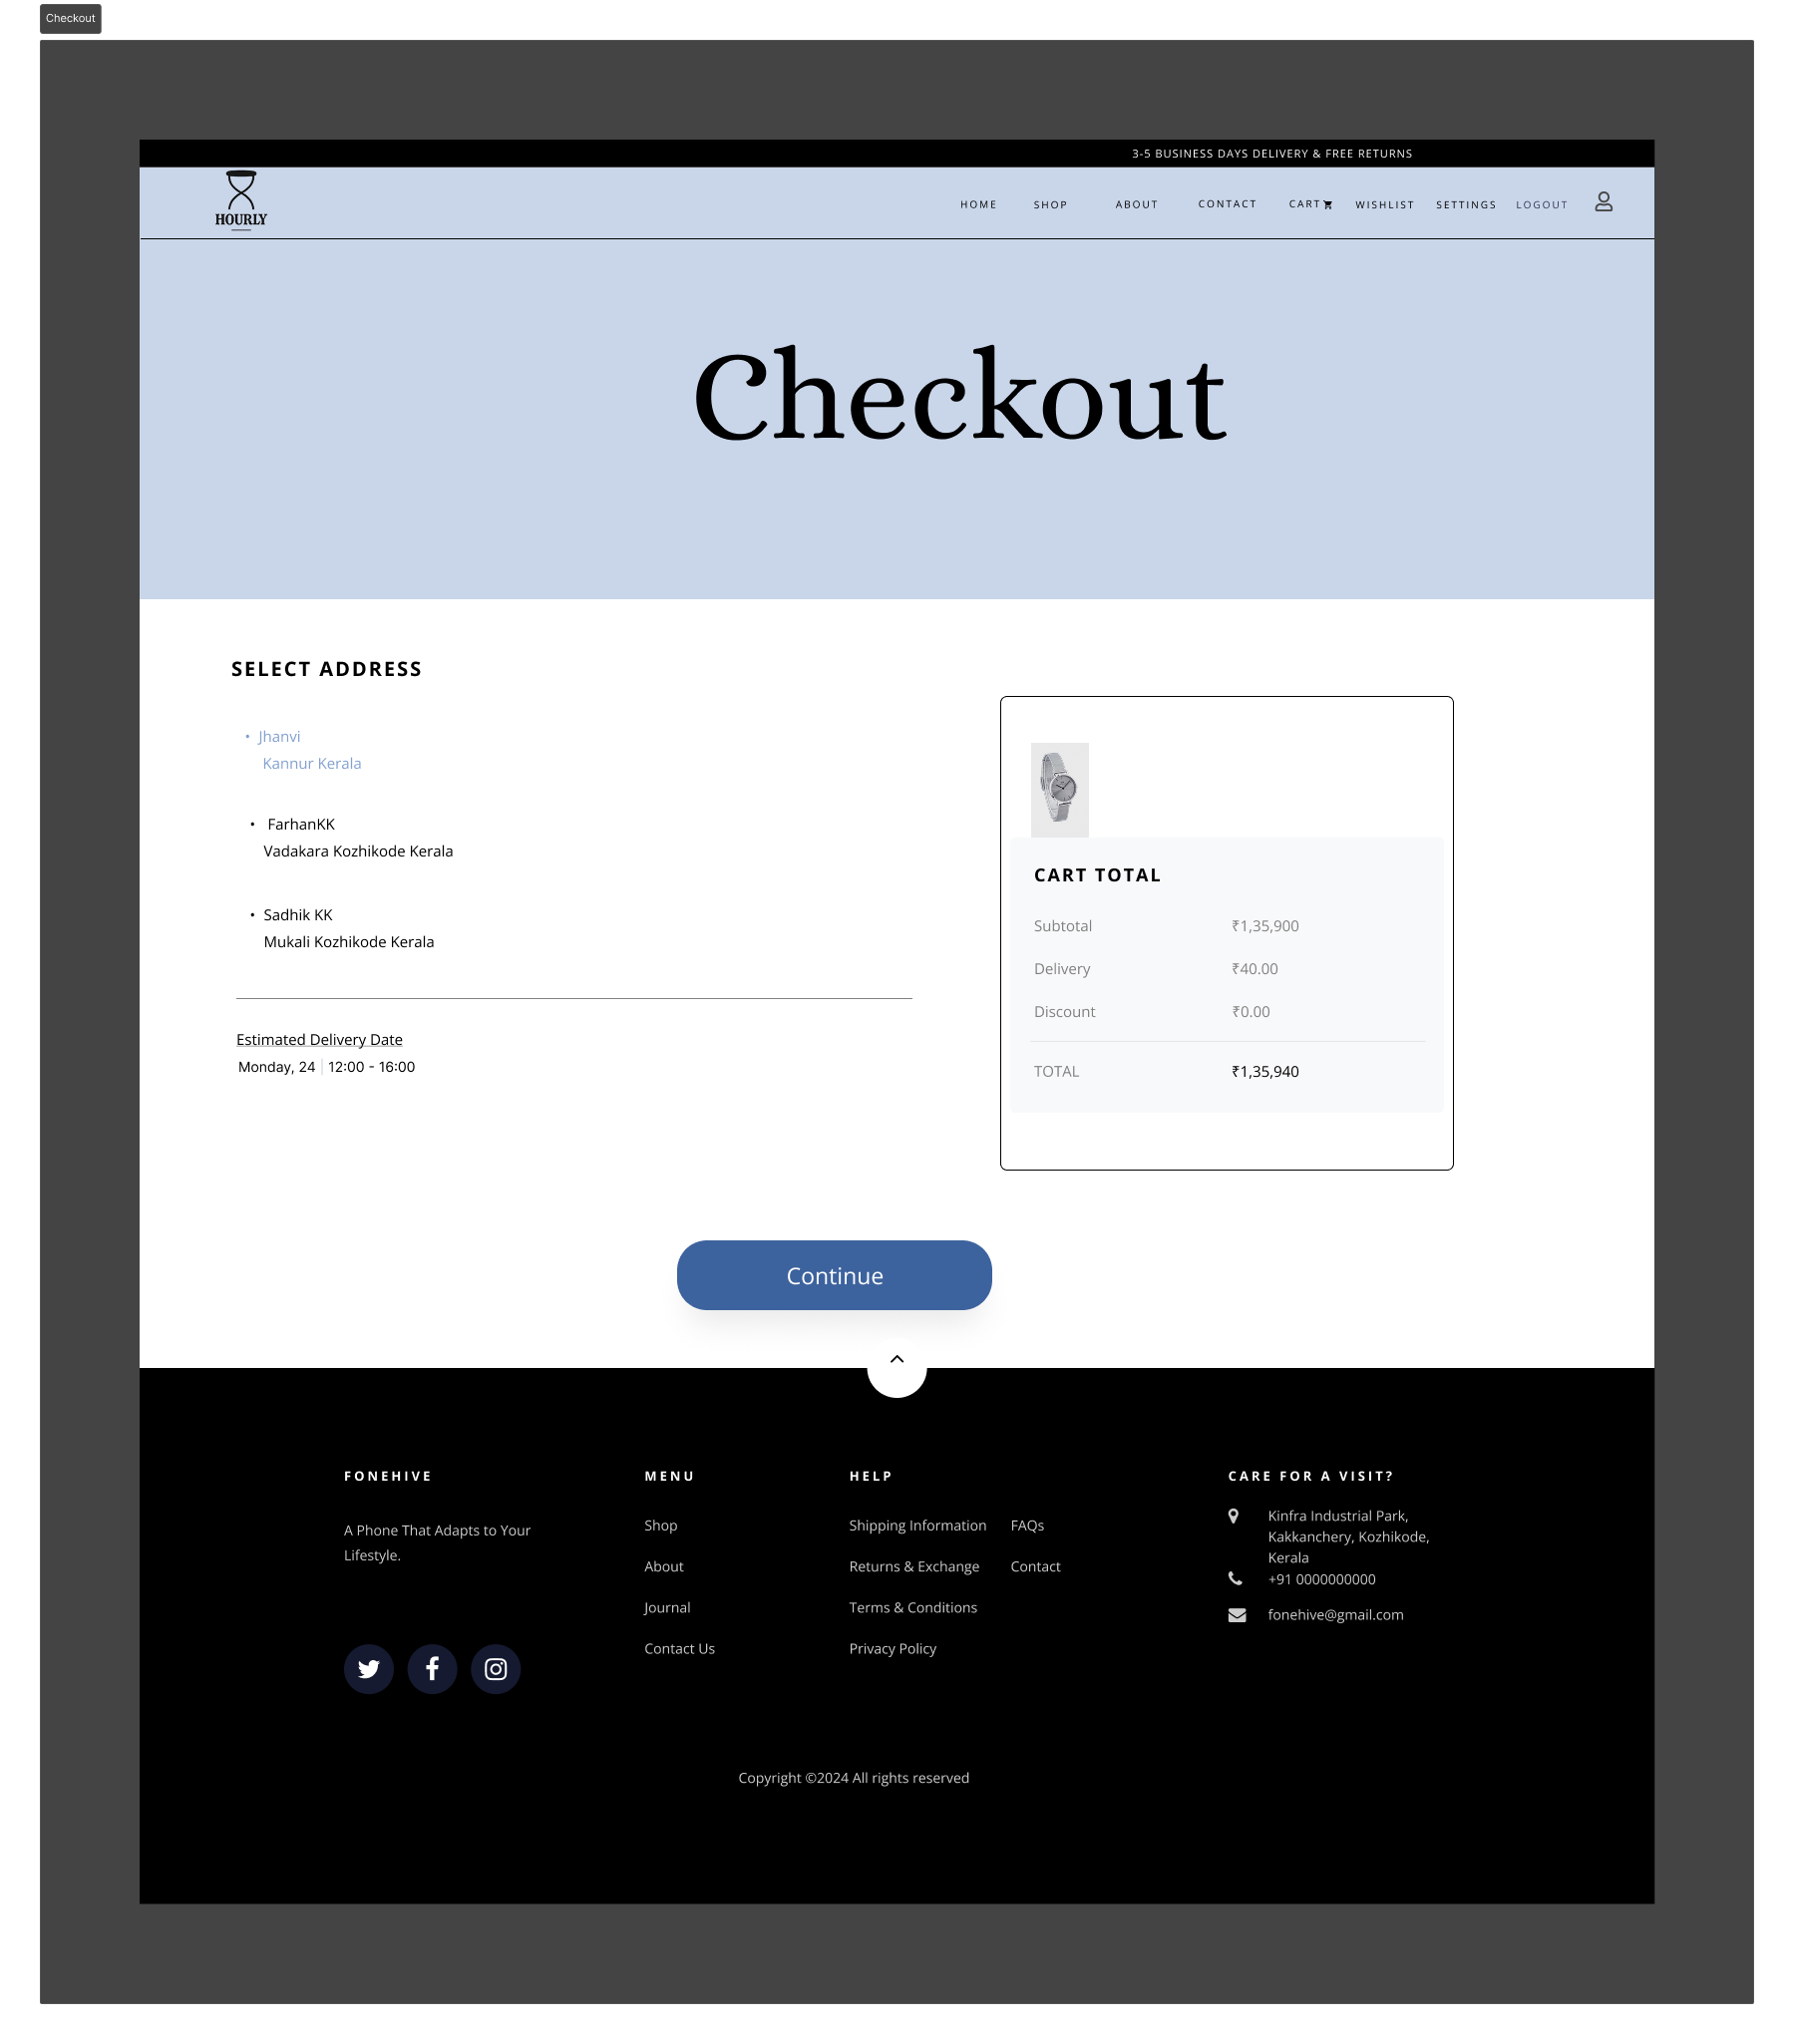 Checkout
3-5 BUSINESS DAYS DELIVERY & FREE RETURNS
HOURLY
HOME SHOP ABOUT CONTACT CART WISHLIST SETTINGS LOGOUT
Checkout
SELECT ADDRESS
• Jhanvi
Kannur Kerala
• FarhanKK
Vadakara Kozhikode Kerala
• Sadhik KK
Mukali Kozhikode Kerala
Estimated Delivery Date
Monday, 24 | 12:00 - 16:00
CART TOTAL
Subtotal ₹1,35,900
Delivery ₹40.00
Discount ₹0.00
TOTAL ₹1,35,940
Continue
FONEHIVE
A Phone That Adapts to Your
Lifestyle.
MENU
Shop
About
Journal
Contact Us
HELP
Shipping Information
Returns & Exchange
Terms & Conditions
Privacy Policy
FAQs
Contact
CARE FOR A VISIT?
Kinfra Industrial Park,
Kakkanchery, Kozhikode,
Kerala
+91 0000000000
fonehive@gmail.com
Copyright ©2024 All rights reserved